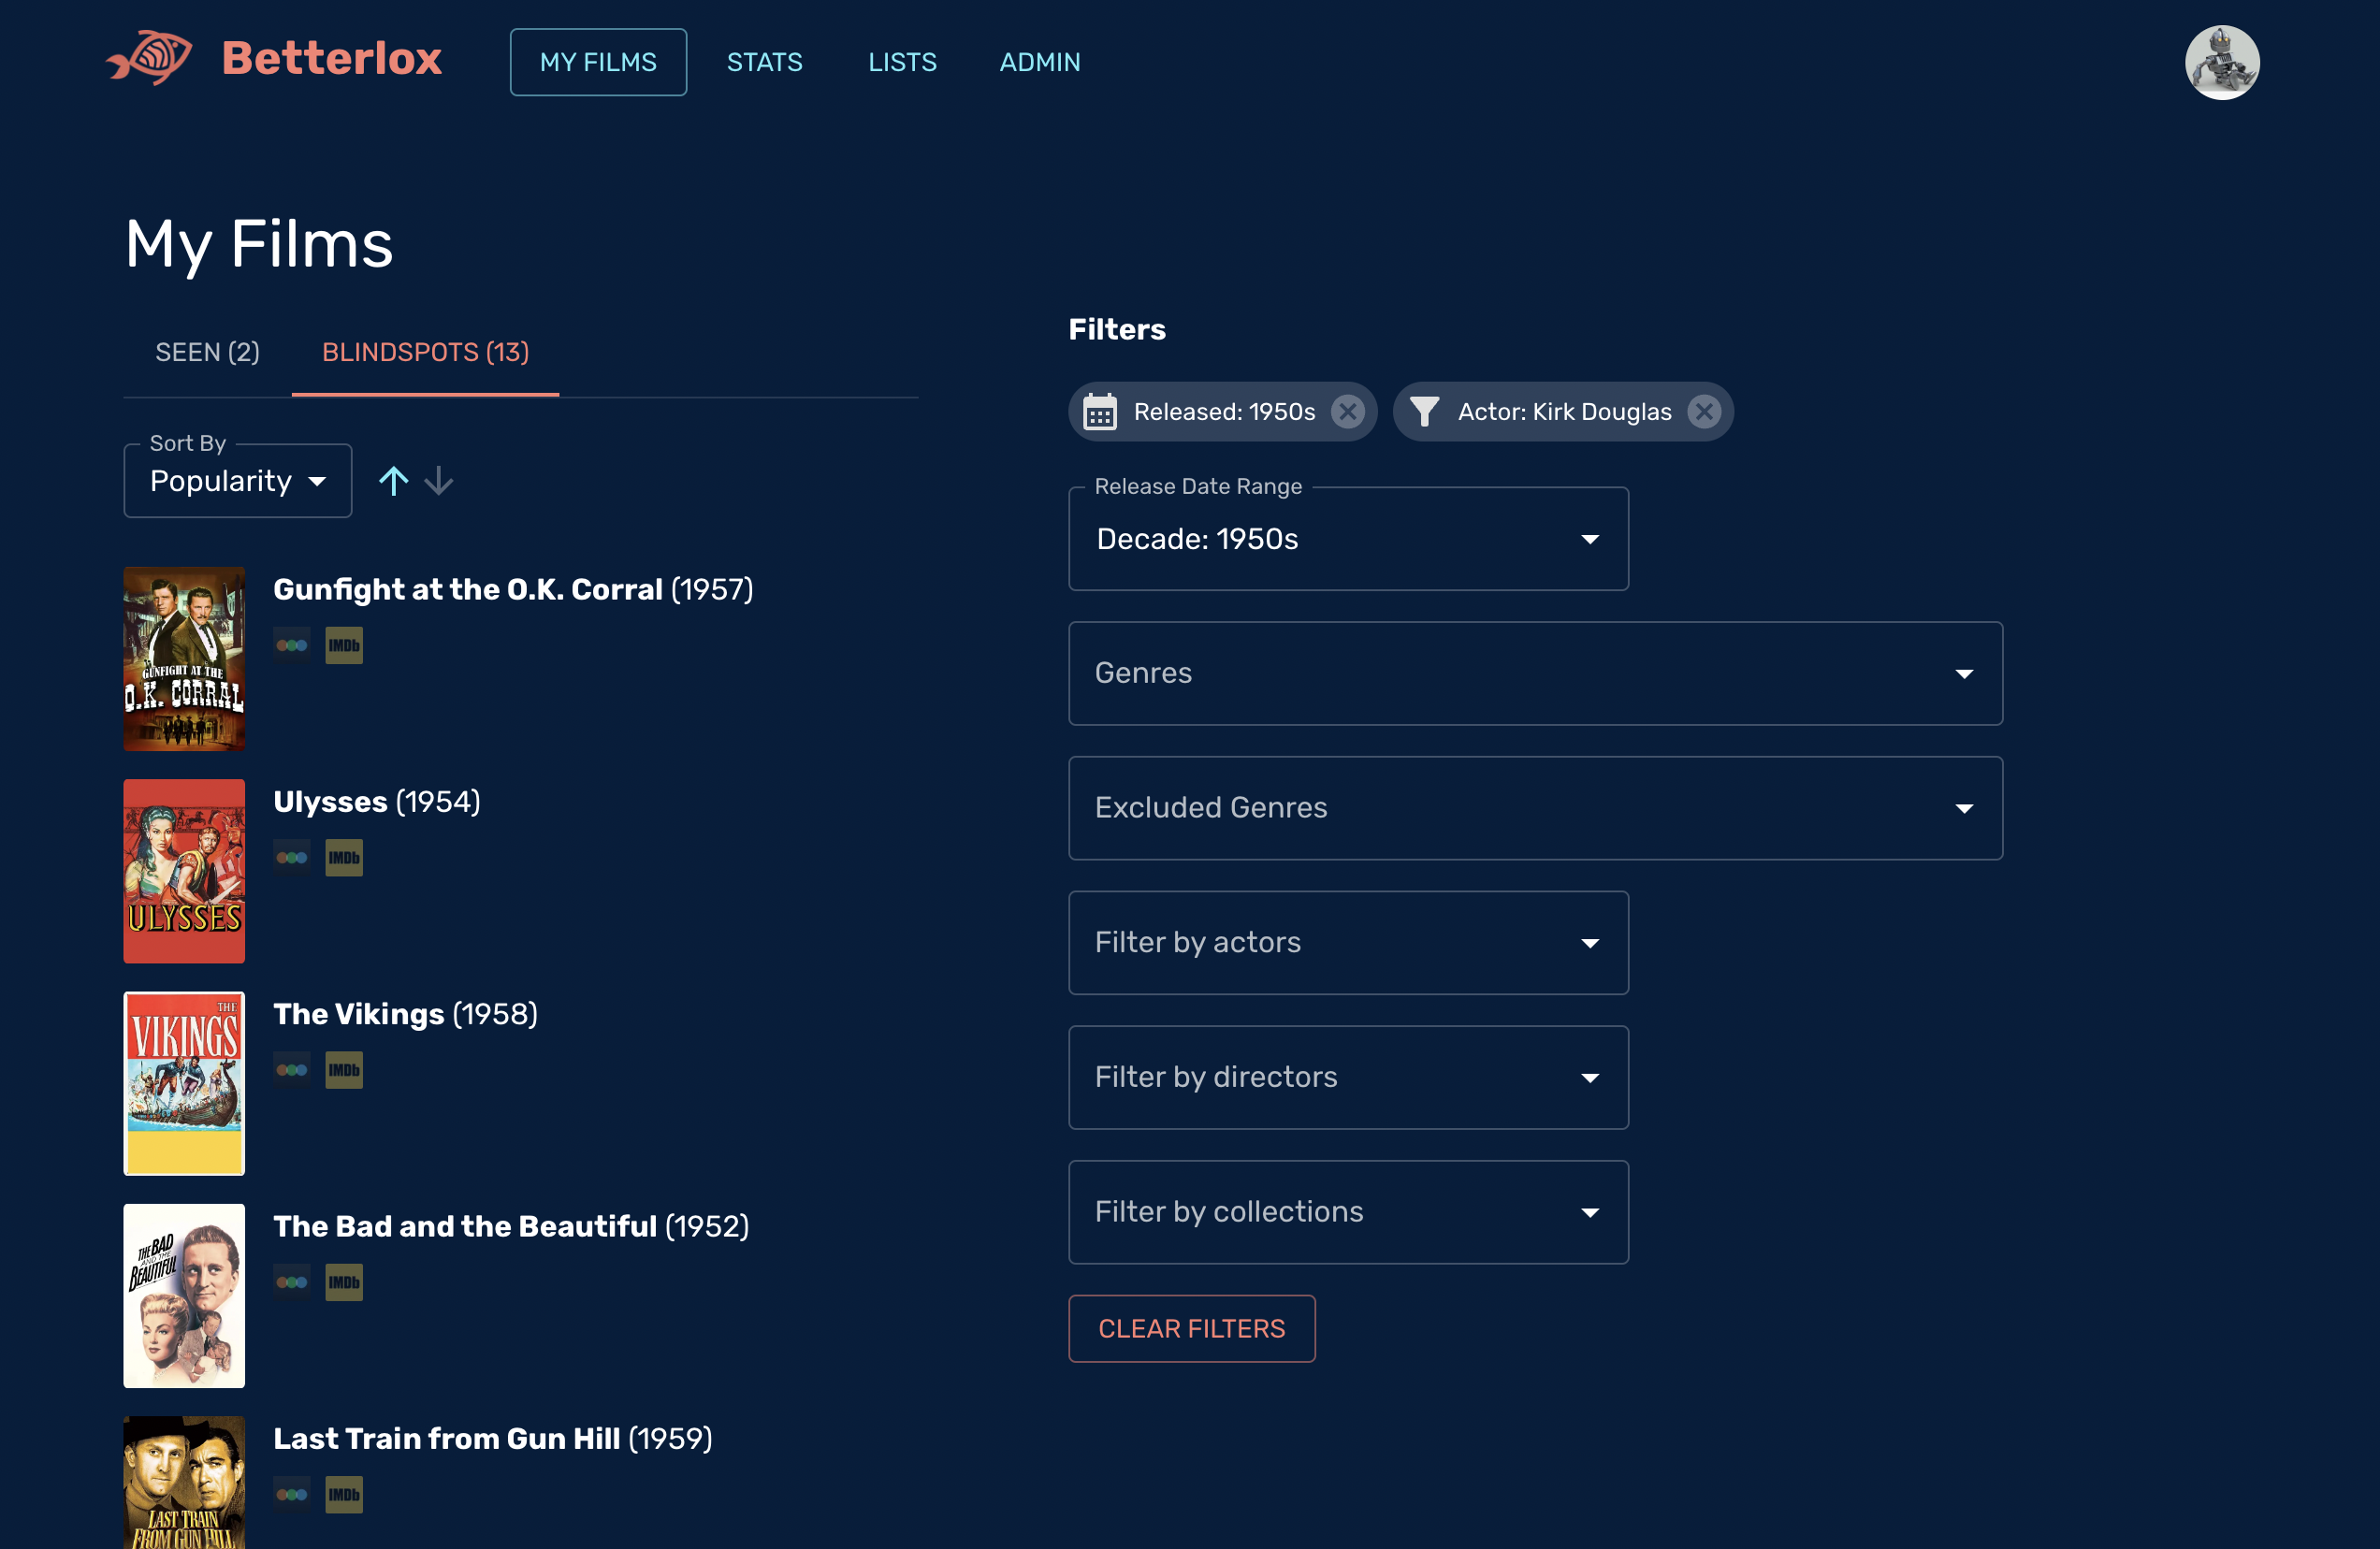 Betterlox
MY FILMS
STATS
LISTS
ADMIN
My Films
SEEN (2)
BLINDSPOTS (13)
Sort By
Popularity
GUNFIGHT AT THE
O.K. CORRAL
Gunfight at the O.K. Corral (1957)
IMDb
ULYSSES
Ulysses (1954)
IMDb
THE
VIKINGS
The Vikings (1958)
IMDb
THE BAD
AND THE
BEAUTIFUL
The Bad and the Beautiful (1952)
IMDb
LAST TRAIN
FROM GUN HILL
Last Train from Gun Hill (1959)
IMDb
Filters
Released: 1950s
Actor: Kirk Douglas
Release Date Range
Decade: 1950s
Genres
Excluded Genres
Filter by actors
Filter by directors
Filter by collections
CLEAR FILTERS